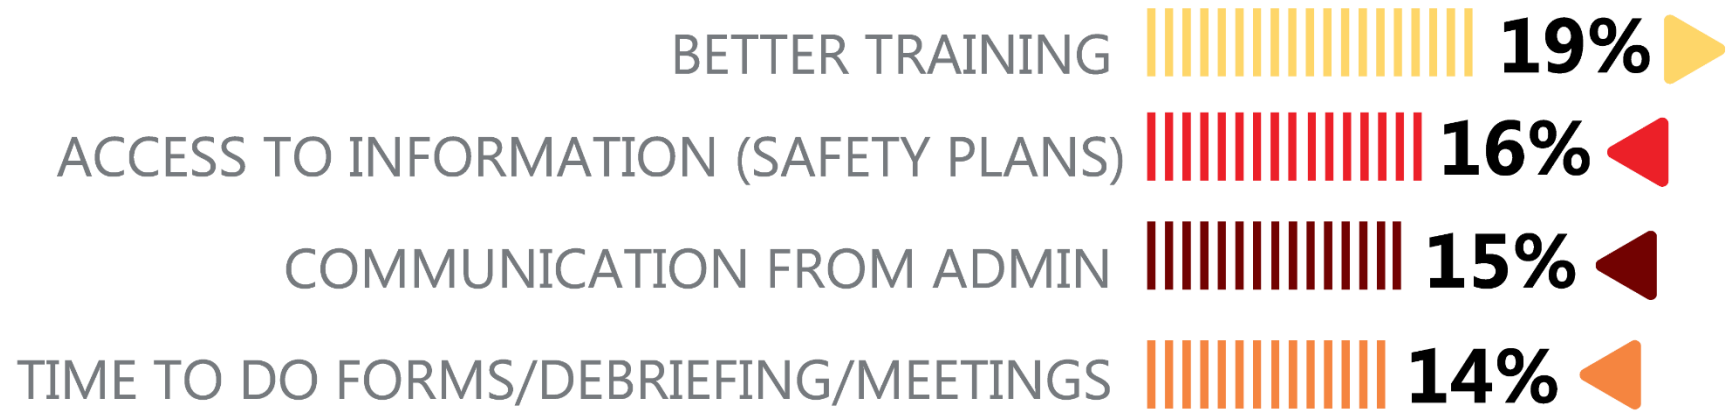 BETTER TRAINING 19%
ACCESS TO INFORMATION (SAFETY PLANS) 16%
COMMUNICATION FROM ADMIN 15%
TIME TO DO FORMS/DEBRIEFING/MEETINGS 14%